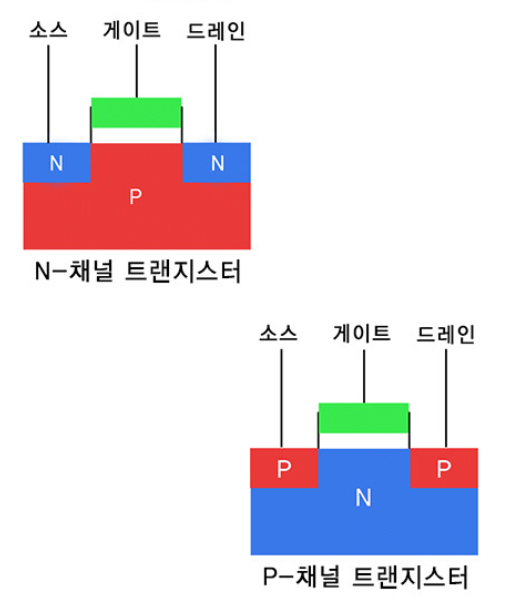 소스 게이트 드레인
N N
P
N-채널 트랜지스터
소스 게이트 드레인
P P
N
P-채널 트랜지스터